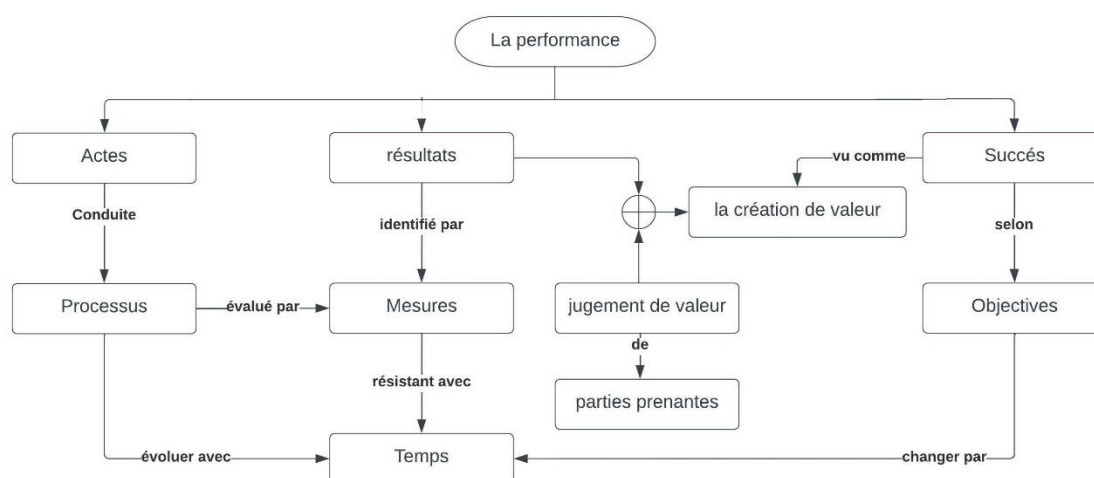 La performance
Actes
résultats
Succés
vu comme
la création de valeur
Conduite
identifié par
selon
Processus
évalué par
Mesures
jugement de valeur
Objectives
de
résistant avec
parties prenantes
évoluer avec
Temps
changer par